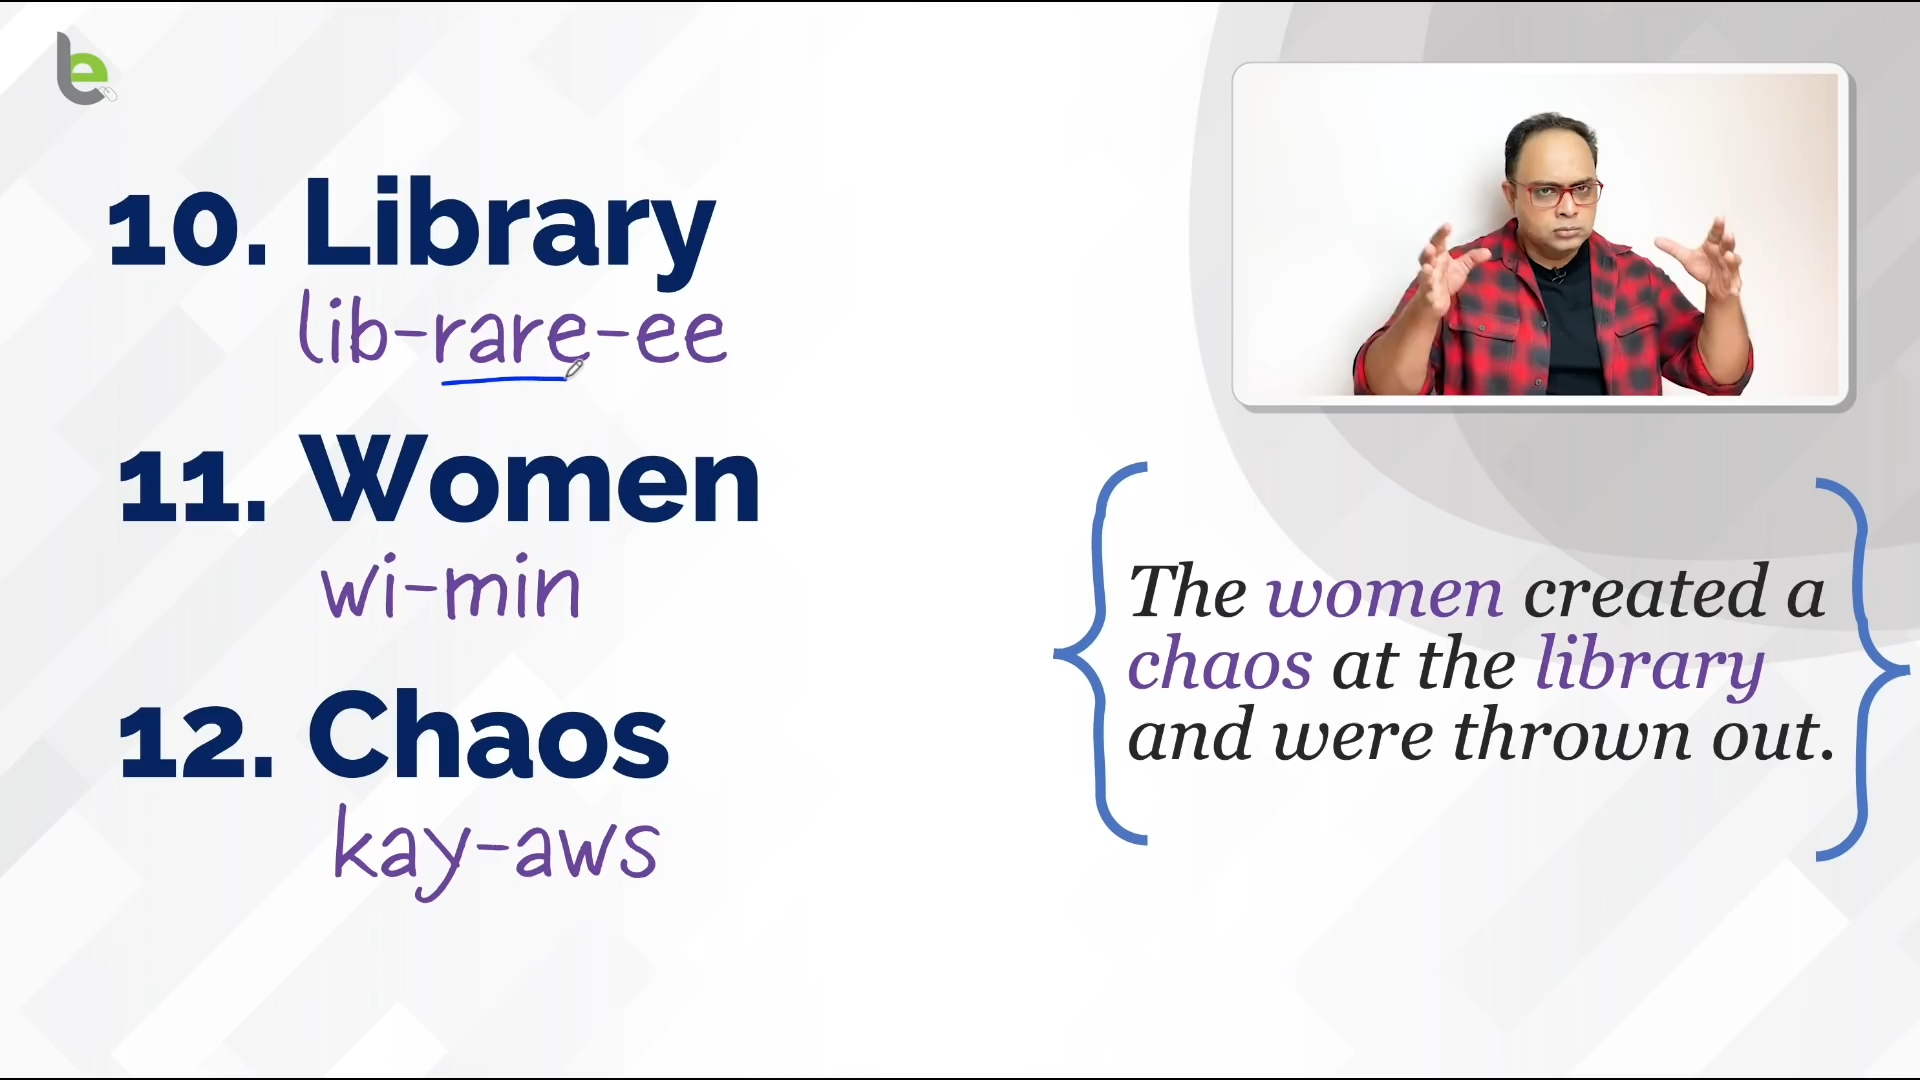 10. Library
lib-rare-ee
11. Women
wi-min
12. Chaos
kay-aws
The women created a
chaos at the library
and were thrown out.